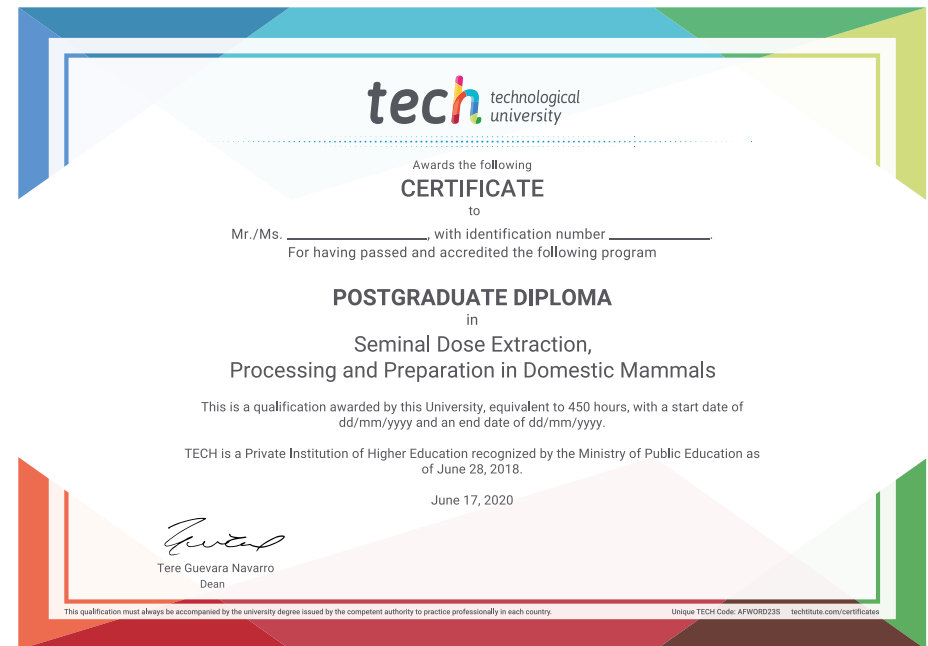 tech technological
university
Awards the following
CERTIFICATE
to
Mr./Ms. ____________________, with identification number ______________.
For having passed and accredited the following program
POSTGRADUATE DIPLOMA
in
Seminal Dose Extraction,
Processing and Preparation in Domestic Mammals
This is a qualification awarded by this University, equivalent to 450 hours, with a start date of
dd/mm/yyyy and an end date of dd/mm/yyyy.
TECH is a Private Institution of Higher Education recognized by the Ministry of Public Education as
of June 28, 2018.
June 17, 2020
Tere Guevara Navarro
Dean
This qualification must always be accompanied by the university degree issued by the competent authority to practice professionally in each country.
Unique TECH Code: AFWORD23S techtitute.com/certificates